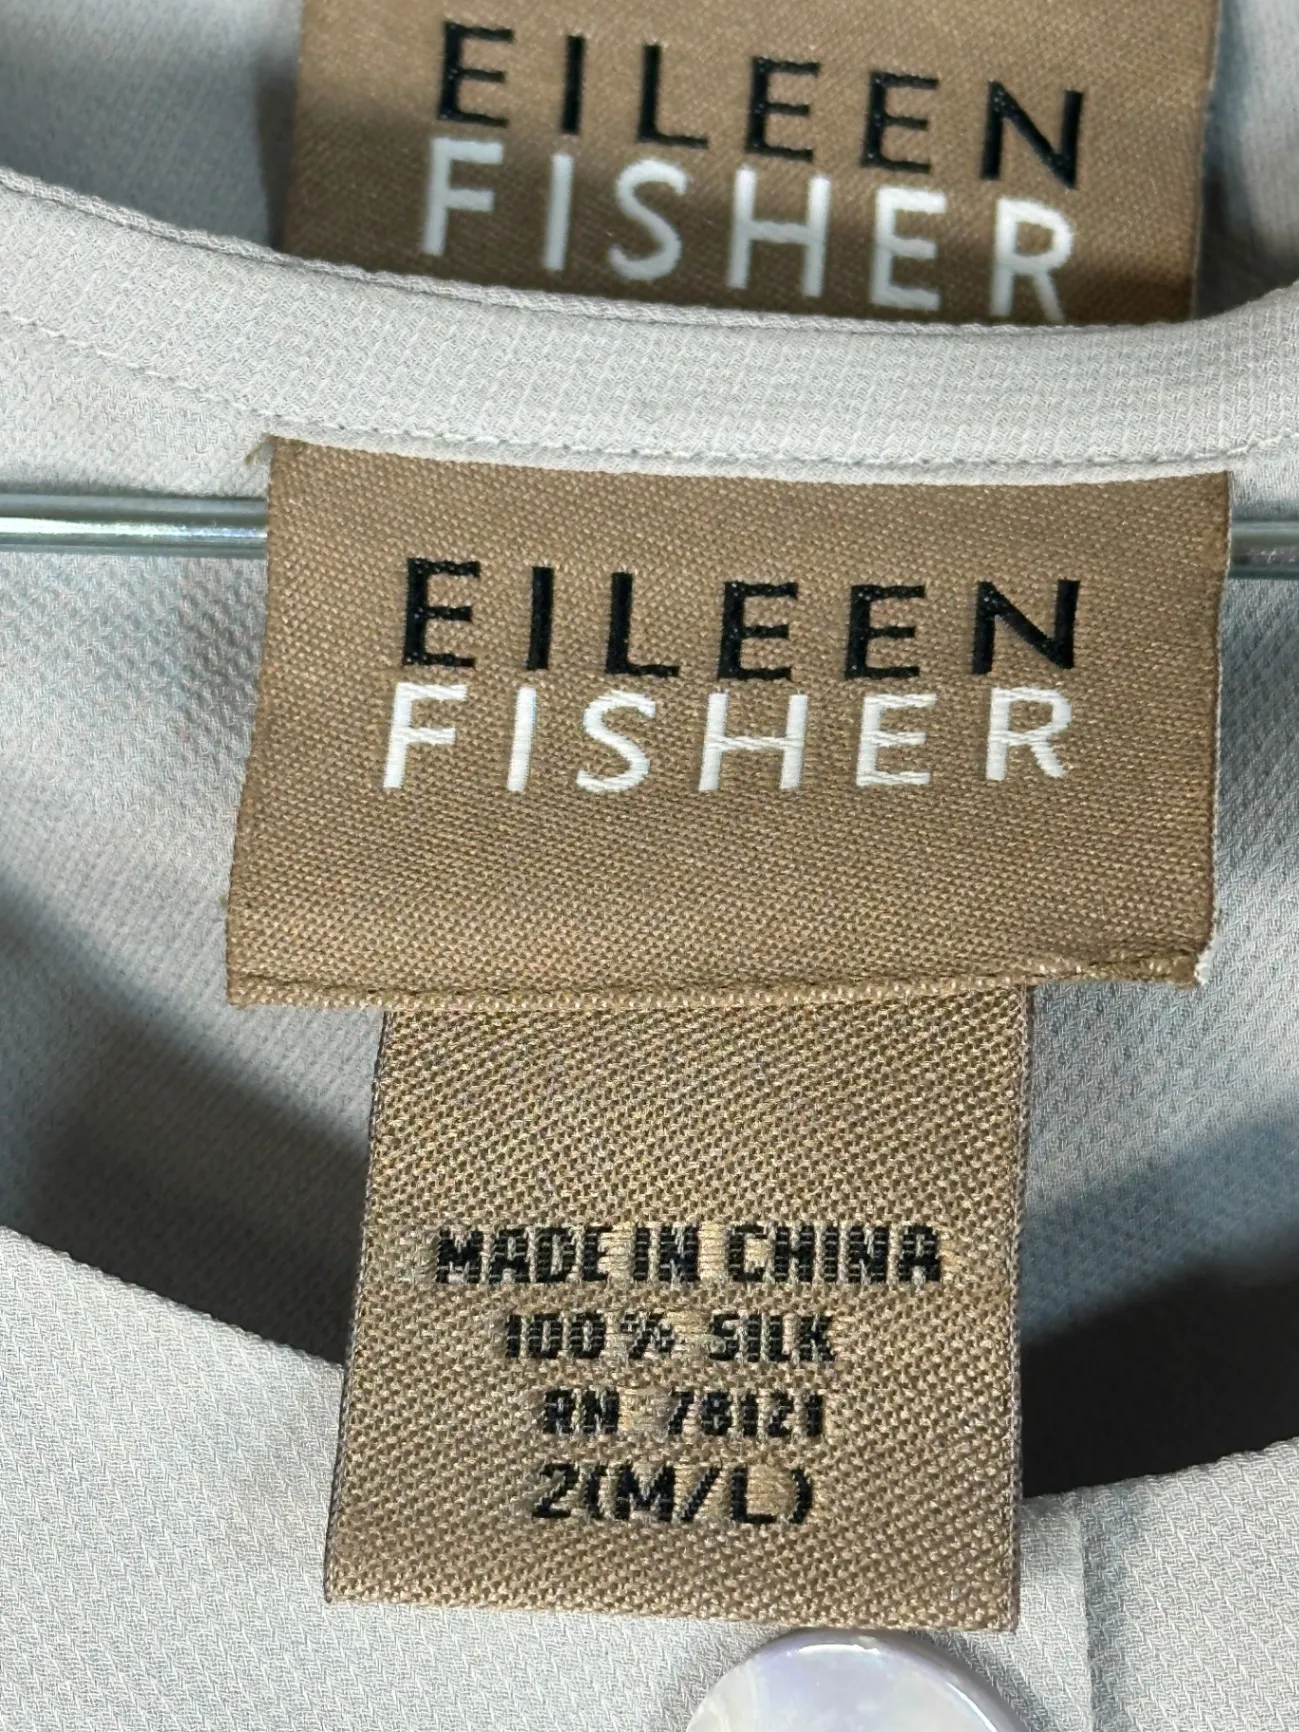 EILEEN
FISHER
EILEEN
FISHER
MADE IN CHINA
100% SILK
RN 78121
2(M/L)